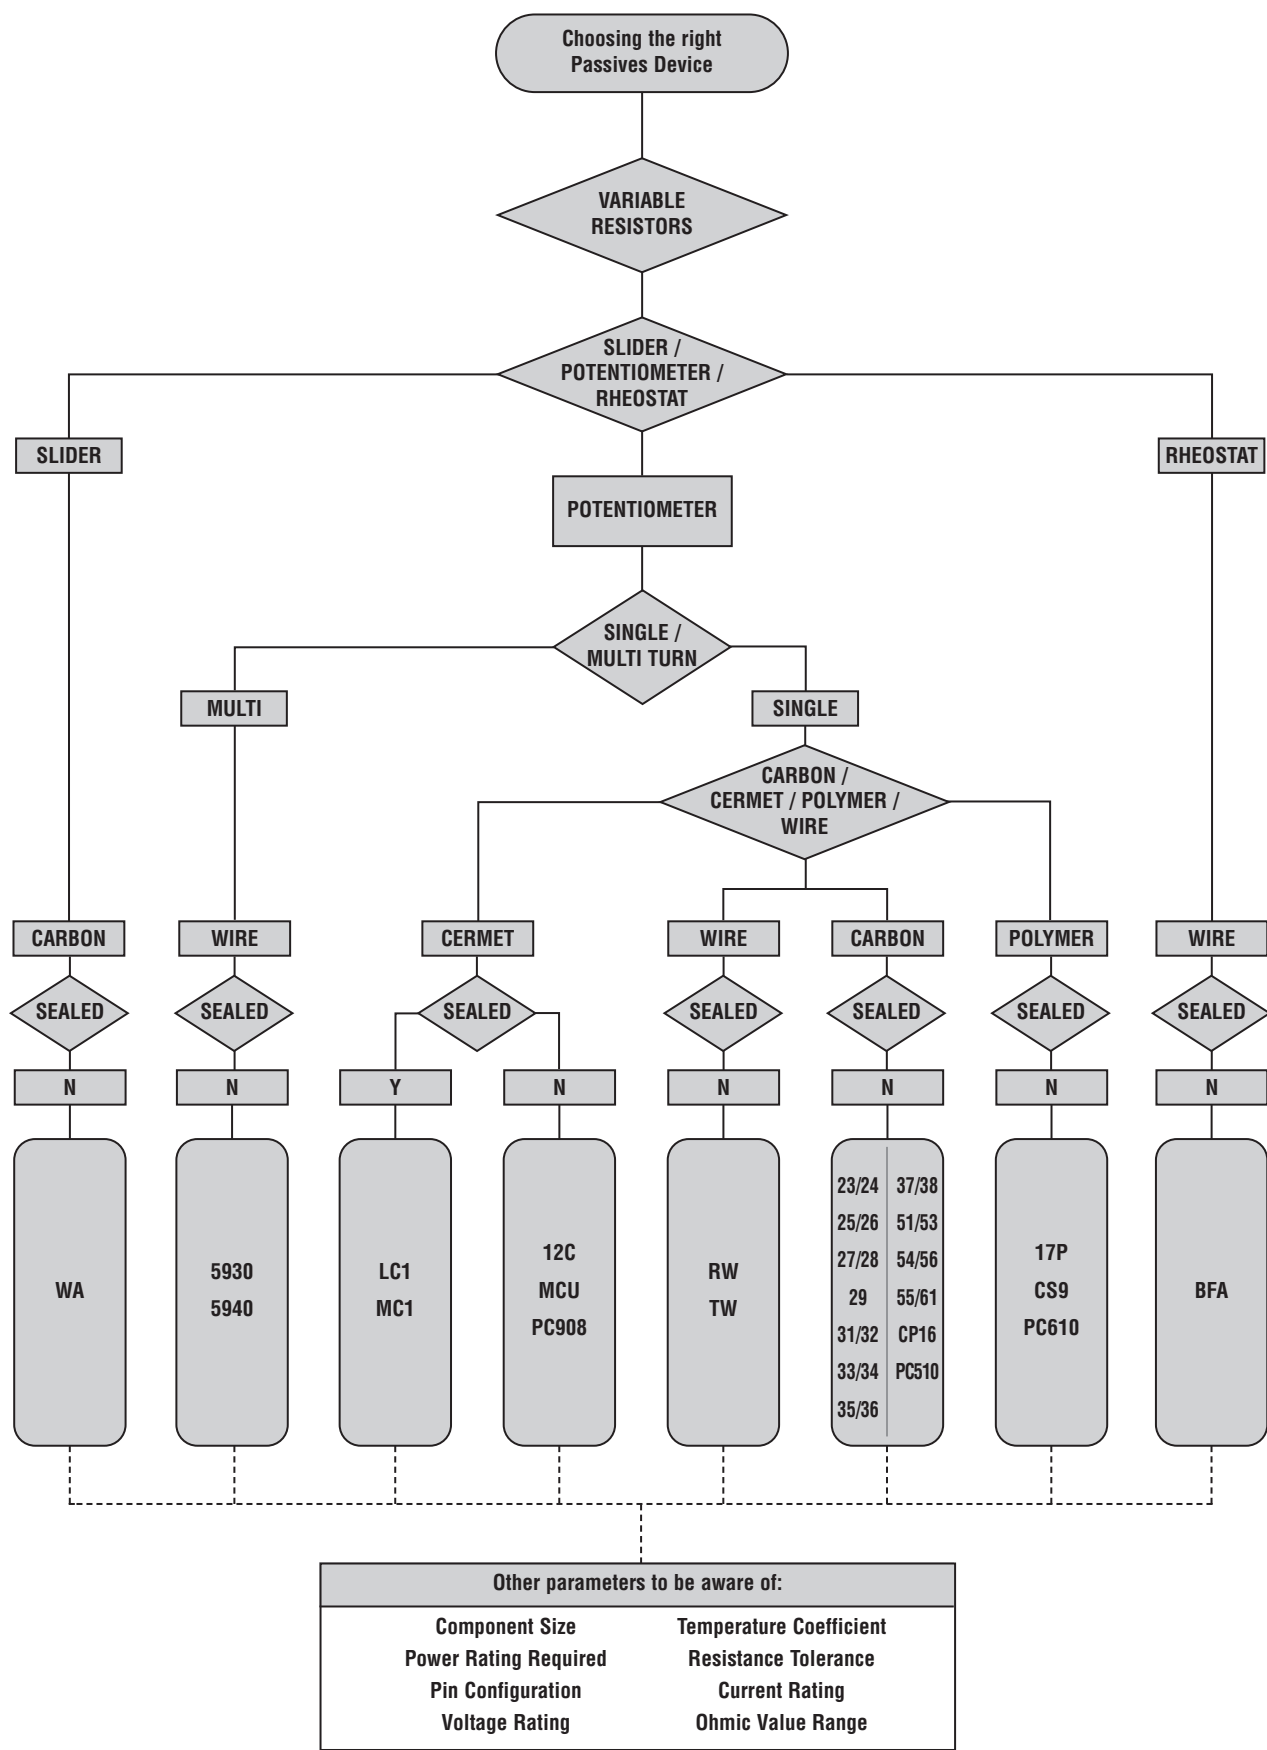 Choosing the right
Passives Device
VARIABLE
RESISTORS
SLIDER /
POTENTIOMETER /
RHEOSTAT
SLIDER
RHEOSTAT
POTENTIOMETER
SINGLE /
MULTI TURN
MULTI
SINGLE
CARBON /
CERMET / POLYMER /
WIRE
CARBON
WIRE
CERMET
WIRE
CARBON
POLYMER
WIRE
SEALED
SEALED
SEALED
SEALED
SEALED
SEALED
SEALED
N
N
Y
N
N
N
N
N
WA
5930
5940
LC1
MC1
12C
MCU
PC908
RW
TW
23/24
25/26
27/28
29
31/32
33/34
35/36
37/38
51/53
54/56
55/61
CP16
PC510
17P
CS9
PC610
BFA
Other parameters to be aware of:
Component Size
Power Rating Required
Pin Configuration
Voltage Rating
Temperature Coefficient
Resistance Tolerance
Current Rating
Ohmic Value Range